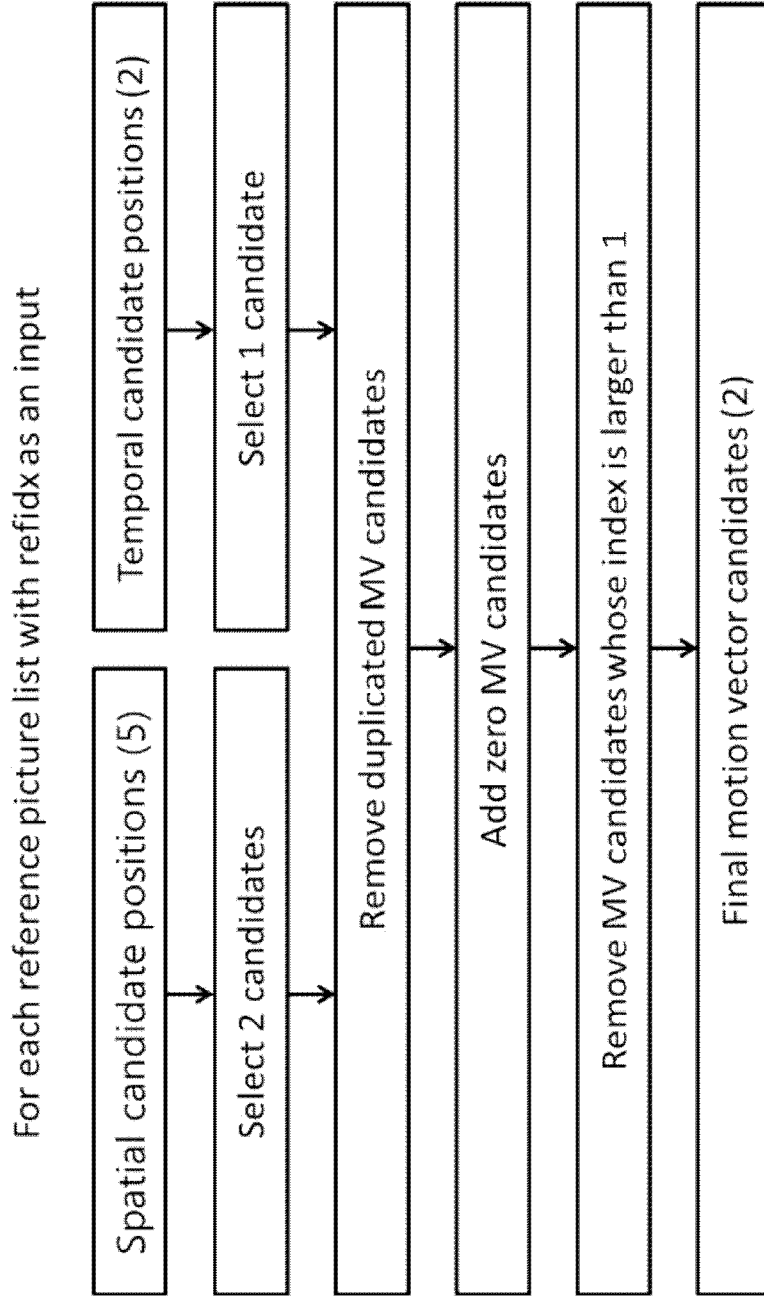 For each reference picture list with refidx as an input
Spatial candidate positions (5)
Temporal candidate positions (2)
Select 2 candidates
Select 1 candidate
Remove duplicated MV candidates
Add zero MV candidates
Remove MV candidates whose index is larger than 1
Final motion vector candidates (2)